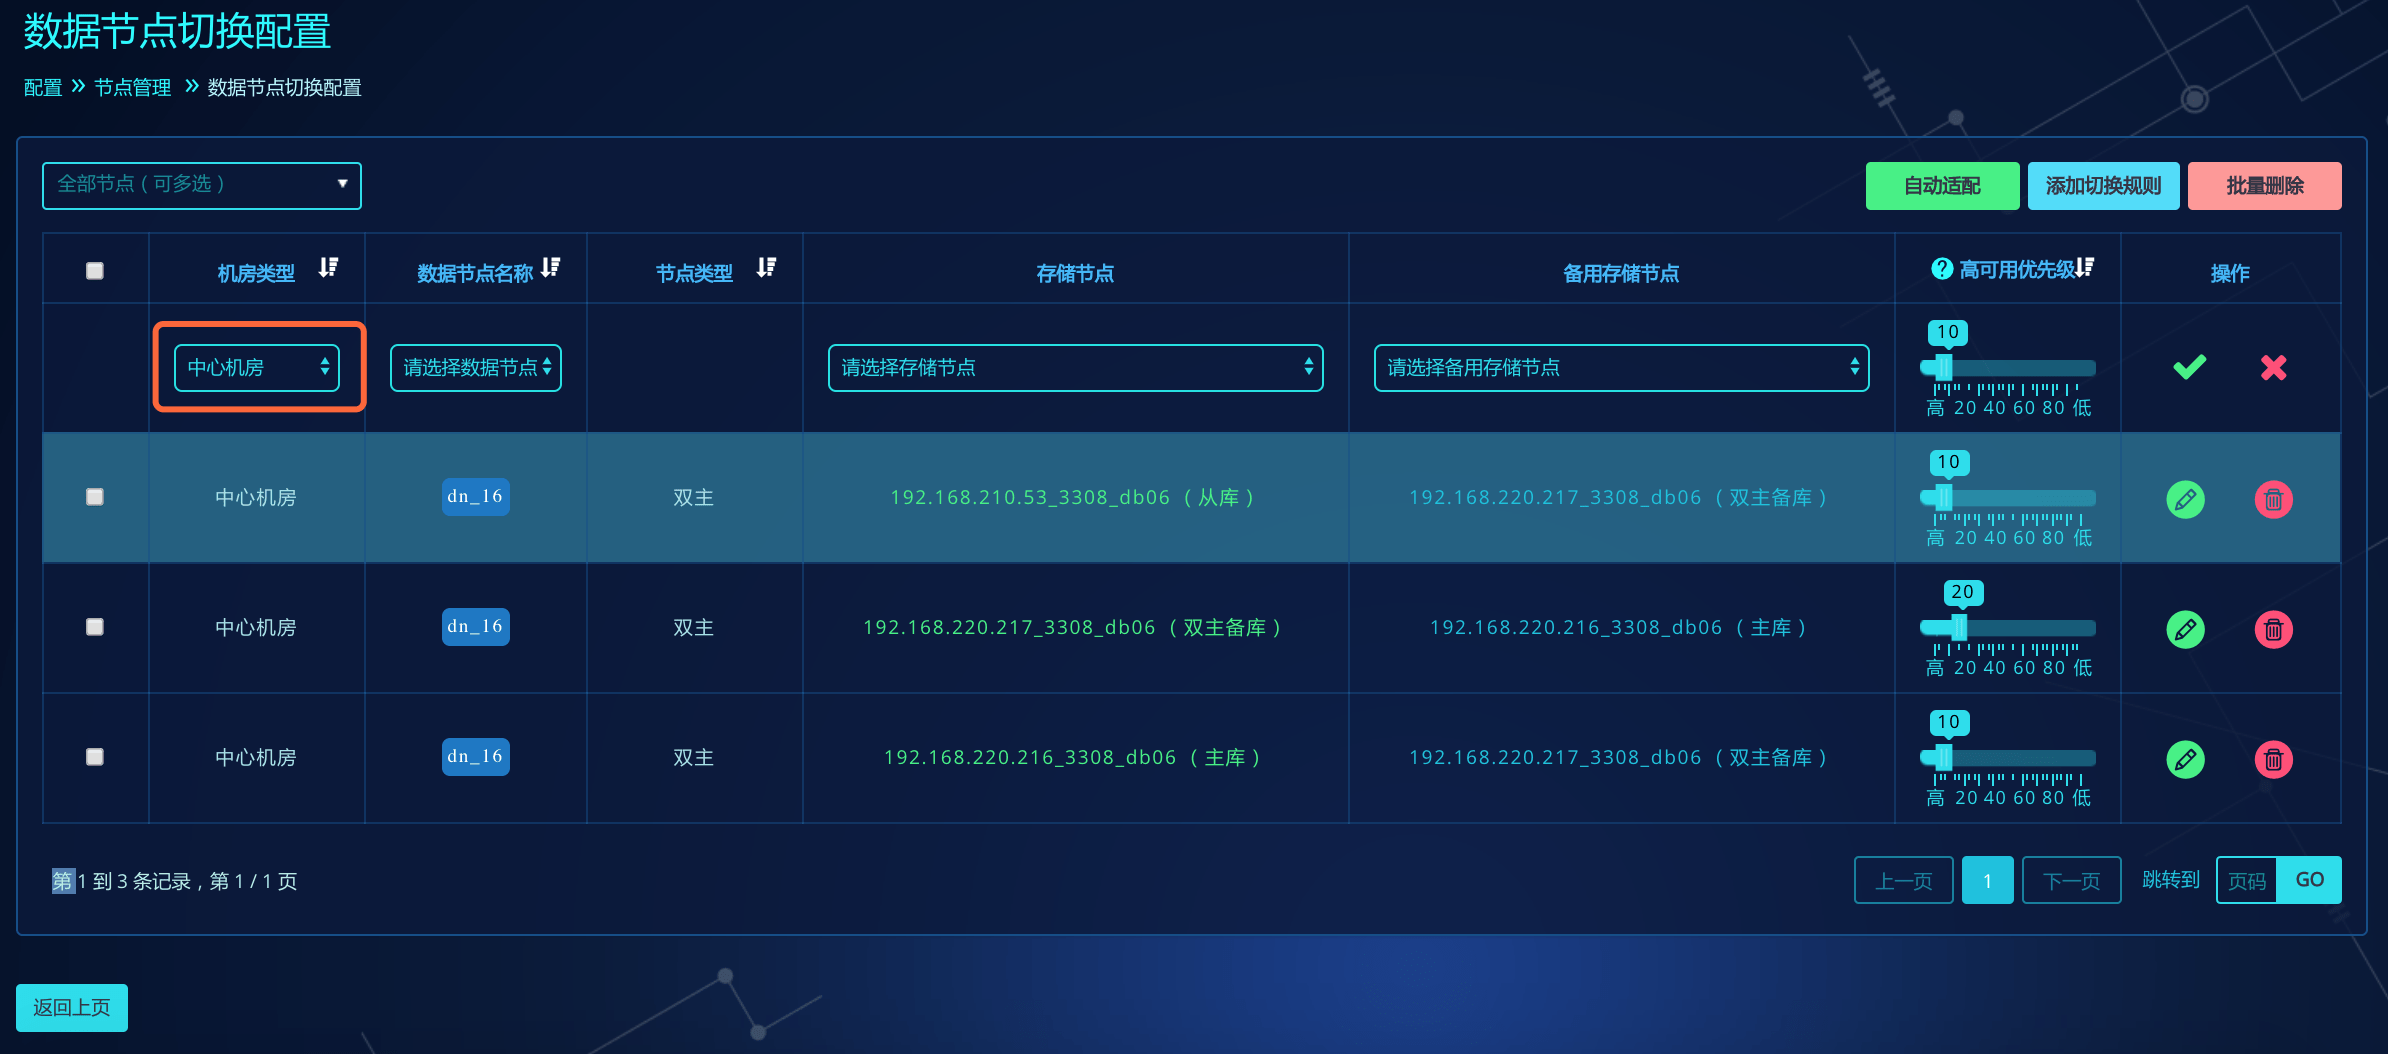 数据节点切换配置
配置 » 节点管理 » 数据节点切换配置
全部节点（可多选）
自动适配 添加切换规则 批量删除
机房类型 数据节点名称 节点类型 存储节点 备用存储节点 ? 高可用优先级 操作
10
中心机房 请选择数据节点 请选择存储节点 请选择备用存储节点
高 20 40 60 80 低
10
中心机房 dn_16 双主 192.168.210.53_3308_db06（从库） 192.168.220.217_3308_db06（双主备库）
高 20 40 60 80 低
20
中心机房 dn_16 双主 192.168.220.217_3308_db06（双主备库） 192.168.220.216_3308_db06（主库）
高 20 40 60 80 低
10
中心机房 dn_16 双主 192.168.220.216_3308_db06（主库） 192.168.220.217_3308_db06（双主备库）
高 20 40 60 80 低
第 1 到 3 条记录，第 1 / 1 页 上一页 1 下一页 跳转到 页码 GO
返回上页